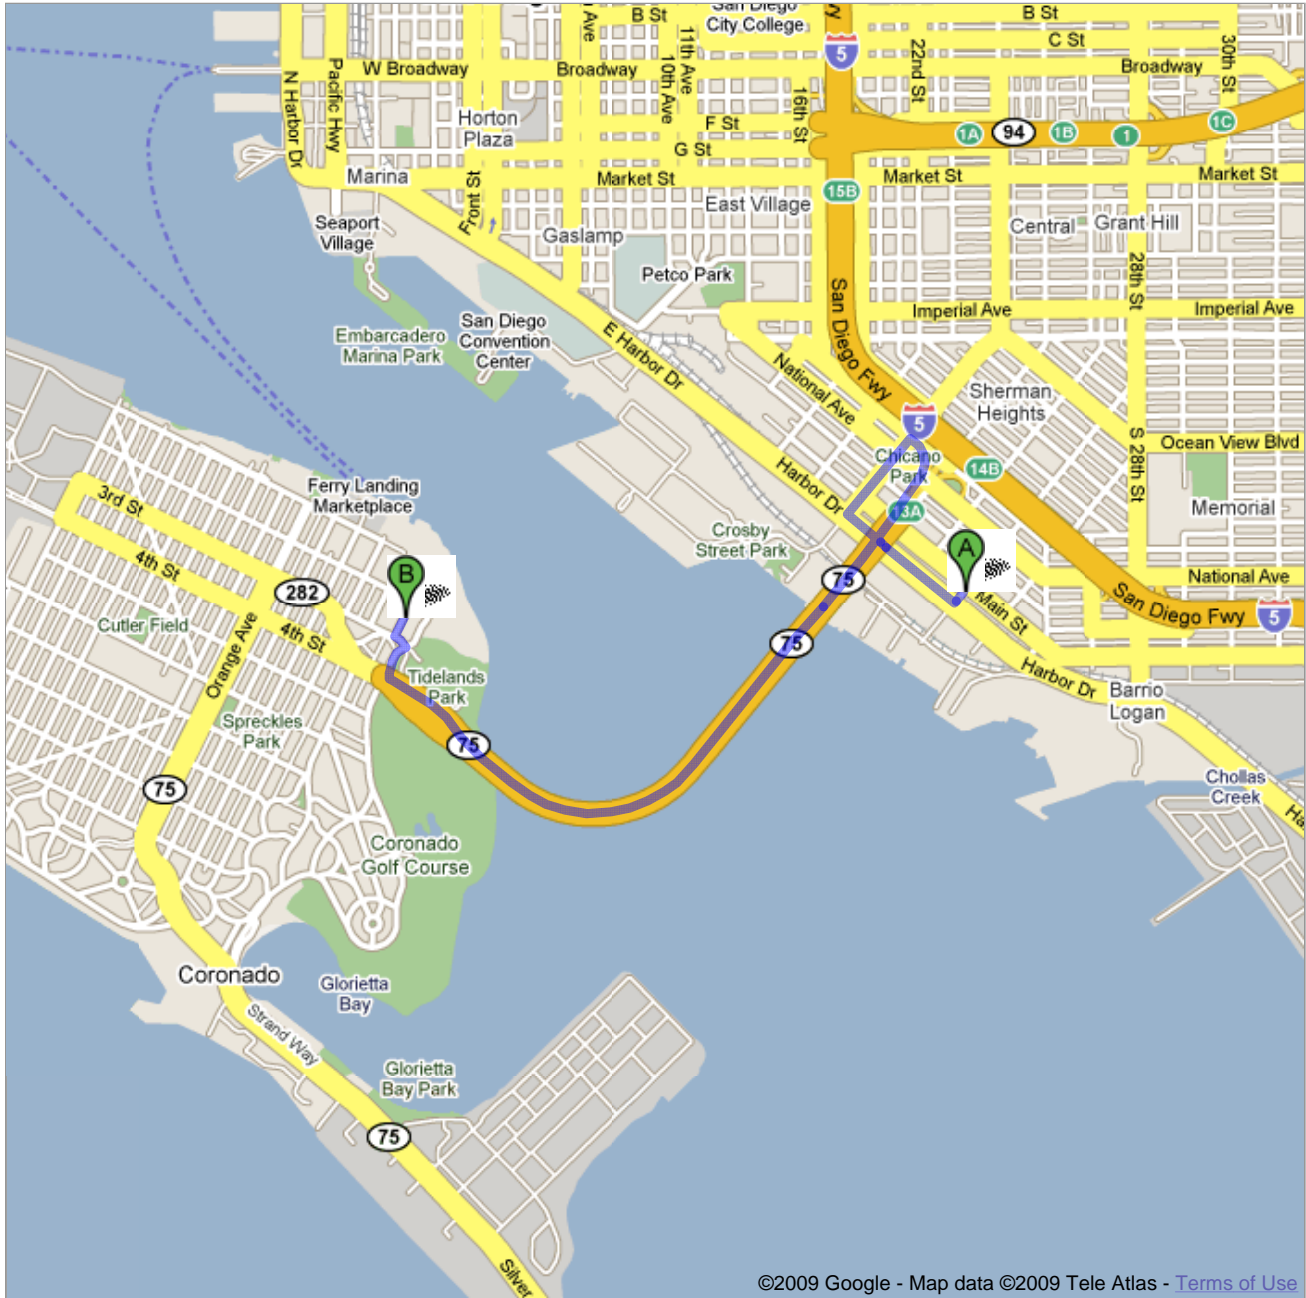 B St
San Diego
City College
B St
C St
W Broadway
Broadway
Broadway
11th Ave
10th Ave
Ave
22nd St
30th St
N Harbor Dr
Pacific Hwy
Horton
Plaza
16th St
F St
G St
5
1A
94
1B
1
1C
Marina
Market St
Market St
Market St
15B
East Village
Front St
Seaport
Village
Gaslamp
Central
Grant Hill
Petco Park
28th St
San Diego Fwy
Imperial Ave
Imperial Ave
Embarcadero
Marina Park
San Diego
Convention
Center
E Harbor Dr
National Ave
Sherman
Heights
5
Chicano
Park
14B
Ocean View Blvd
S 28th St
Harbor Dr
3rd St
Ferry Landing
Marketplace
Memorial
13A
Crosby
Street Park
A
4th St
75
B
282
National Ave
San Diego Fwy
5
Main St
Cutler Field
4th St
Orange Ave
75
Tidelands
Park
Harbor Dr
Barrio
Logan
Spreckles
Park
75
75
Chollas
Creek
Ha
Coronado
Golf Course
Coronado
Glorietta
Bay
Strand Way
Glorietta
Bay Park
75
Silver
©2009 Google - Map data ©2009 Tele Atlas - Terms of Use